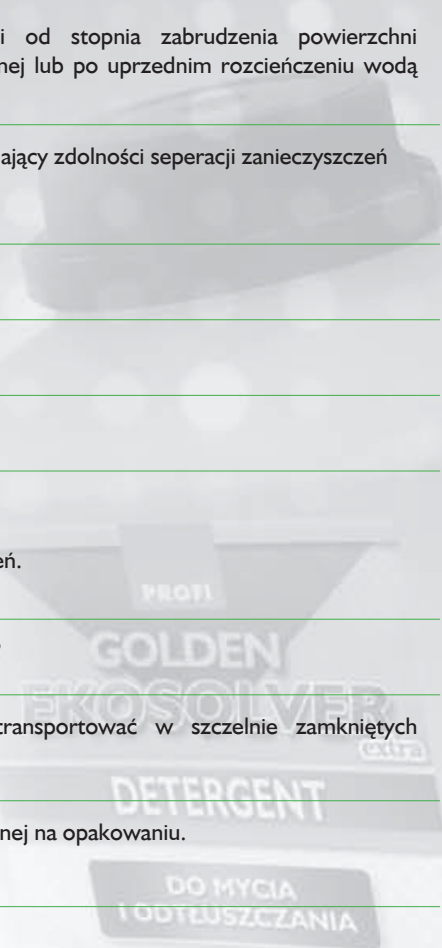 i od stopnia zabrudzenia powierzchni
nej lub po uprzednim rozcieńczeniu wodą
ający zdolności seperacji zanieczyszczeń
eń.
PROFI
GOLDEN
EKOSOLVER
transportować w szczelnie zamkniętych
extra
DETERGENT
nej na opakowaniu.
DO MYCIA
I ODTŁUSZCZANIA